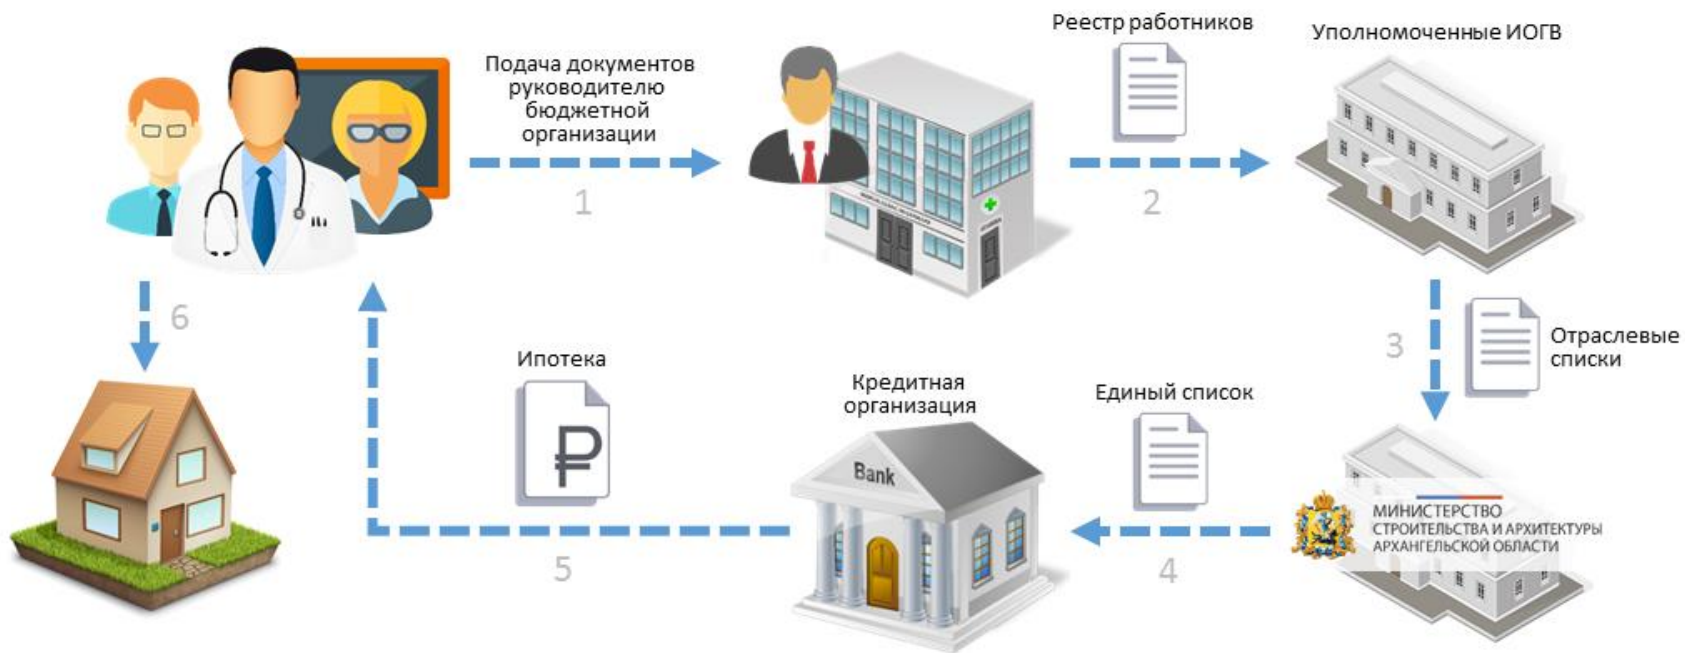 Подача документов
руководителю
бюджетной
организации
1
Реестр работников
2
Уполномоченные ИОГВ
3
Отраслевые
списки
МИНИСТЕРСТВО
СТРОИТЕЛЬСТВА И АРХИТЕКТУРЫ
АРХАНГЕЛЬСКОЙ ОБЛАСТИ
Единый список
4
Кредитная
организация
Bank
Ипотека
5
6